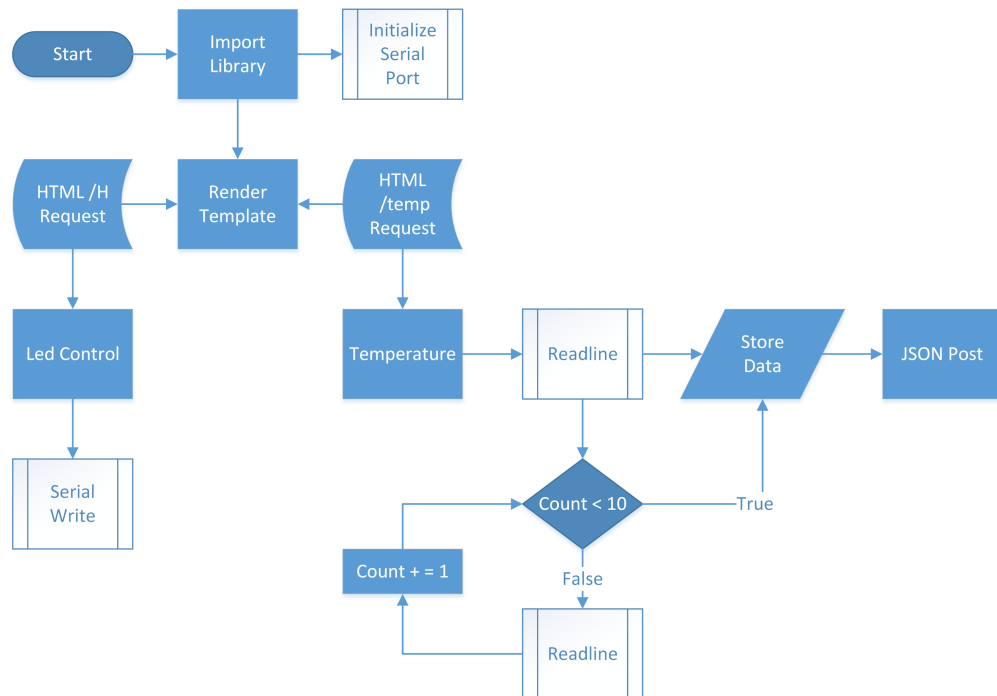 Start
Import
Library
Initialize
Serial
Port
HTML /H
Request
Render
Template
HTML
/temp
Request
Led Control
Temperature
Readline
Store
Data
JSON Post
Serial
Write
Count < 10
True
Count + = 1
False
Readline